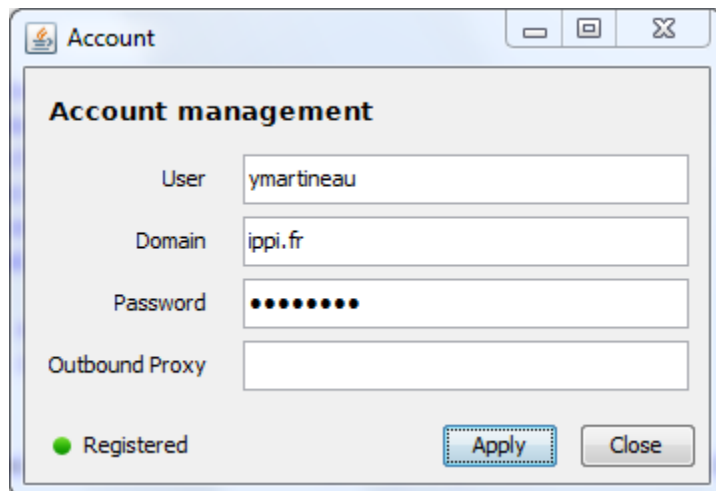 Account
Account management
User ymartineau
Domain ippi.fr
Password ••••••••
Outbound Proxy
Registered Apply Close